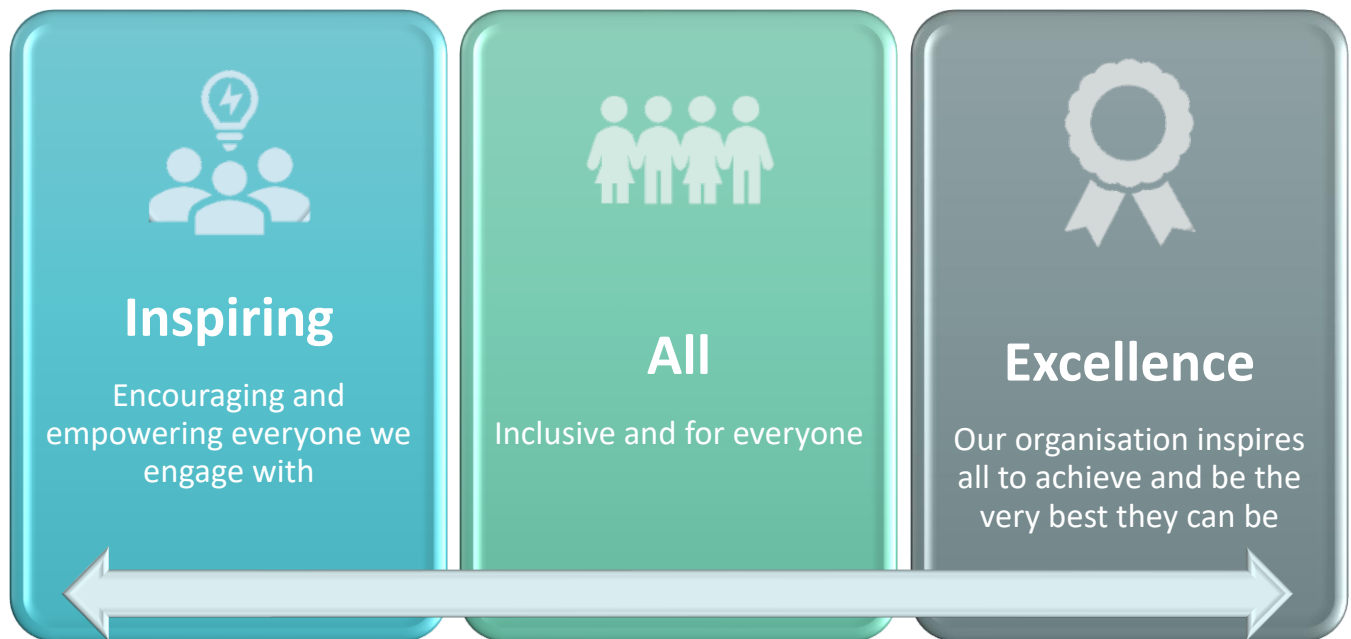 Inspiring
Encouraging and
empowering everyone we
engage with
All
Inclusive and for everyone
Excellence
Our organisation inspires
all to achieve and be the
very best they can be